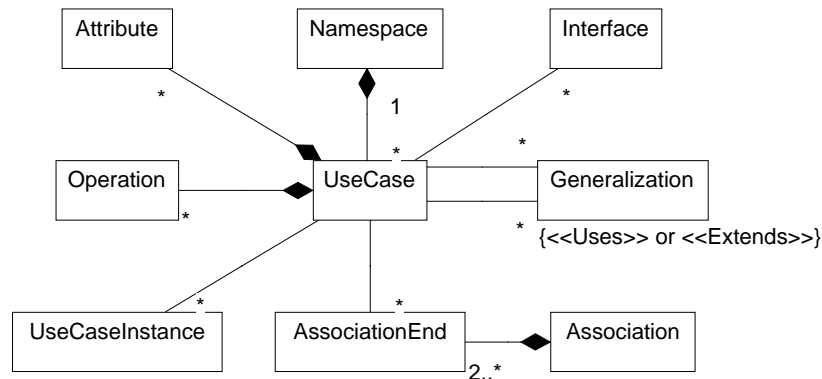 Attribute
Namespace
Interface
*
1
*
*
*
Operation
UseCase
Generalization
*
*
{<<Uses>> or <<Extends>>}
*
*
UseCaseInstance
AssociationEnd
Association
2..*